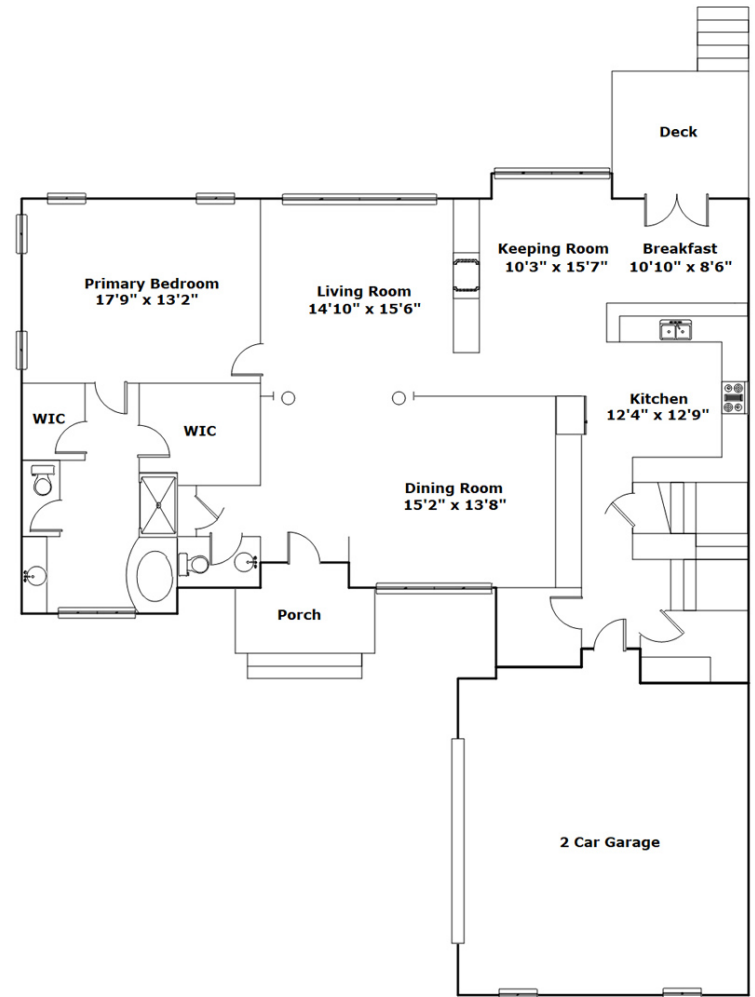 Deck
Keeping Room
10'3" x 15'7"
Breakfast
10'10" x 8'6"
Primary Bedroom
17'9" x 13'2"
Living Room
14'10" x 15'6"
Kitchen
12'4" x 12'9"
WIC
WIC
Dining Room
15'2" x 13'8"
Porch
2 Car Garage